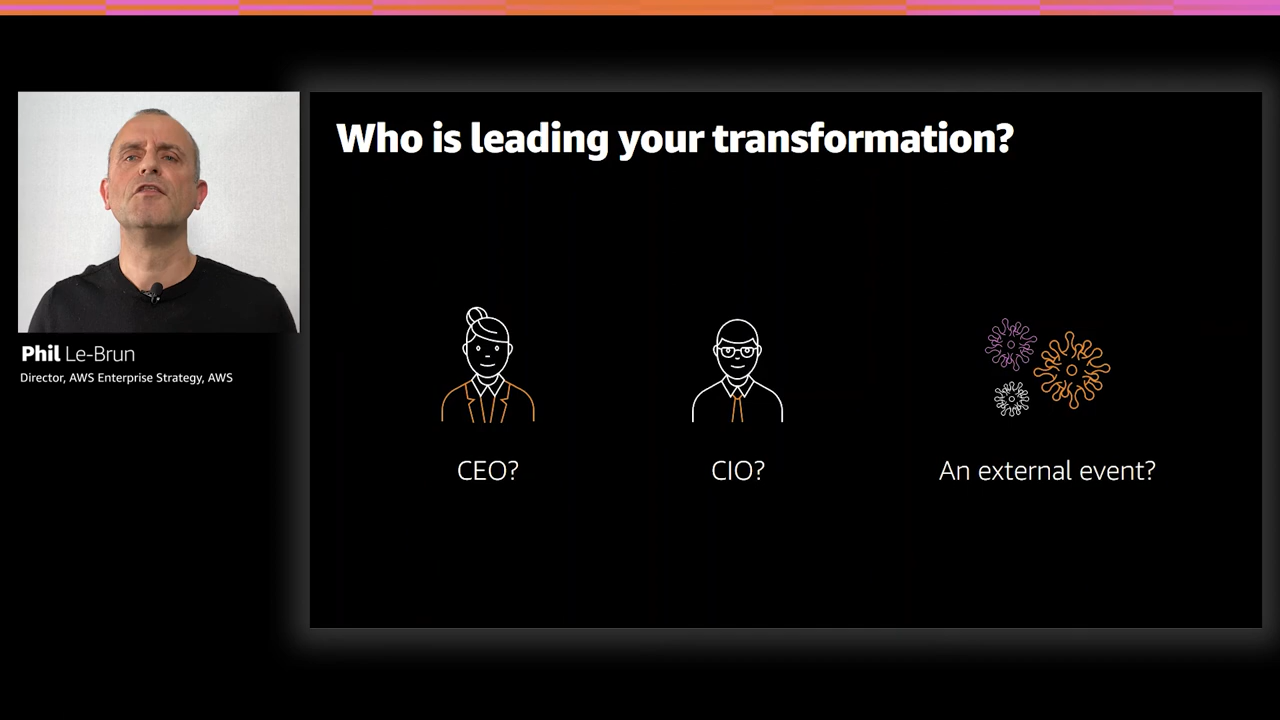 Who is leading your transformation?
Phil Le-Brun
Director, AWS Enterprise Strategy, AWS
CEO?
CIO?
An external event?